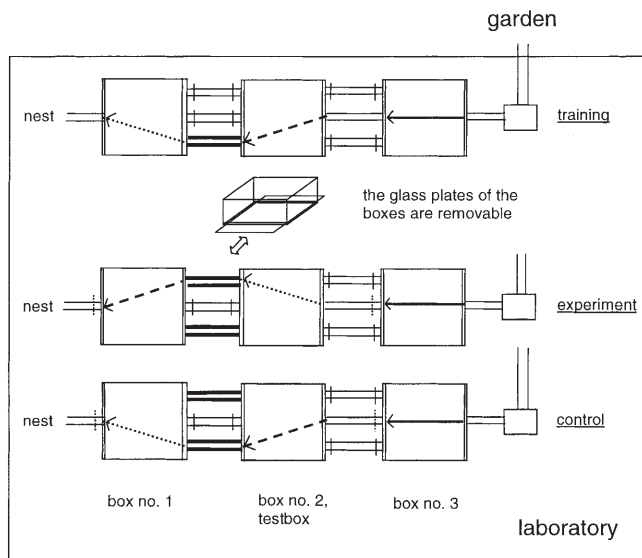 garden
nest
training
the glass plates of the
boxes are removable
nest
experiment
nest
control
box no. 1
box no. 2,
testbox
box no. 3
laboratory